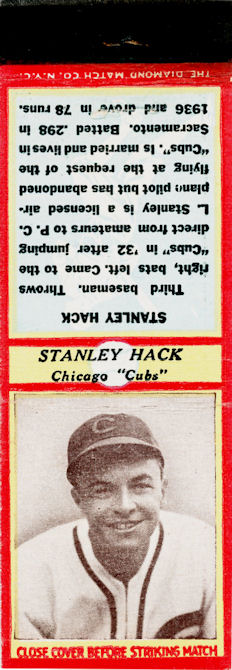 THE DIAMOND MATCH CO. N.Y.C.
STANLEY HACK
Third baseman. Throws
right, bats left. Came to the
"Cubs" in '32 after jumping
direct from amateurs to P. C.
L. Stanley is a licensed air-
plane pilot but has abandoned
flying at the request of the
"Cubs". Is married and lives in
Sacramento. Batted .298 in
1936 and drove in 78 runs.
STANLEY HACK
Chicago "Cubs"
C
CLOSE COVER BEFORE STRIKING MATCH